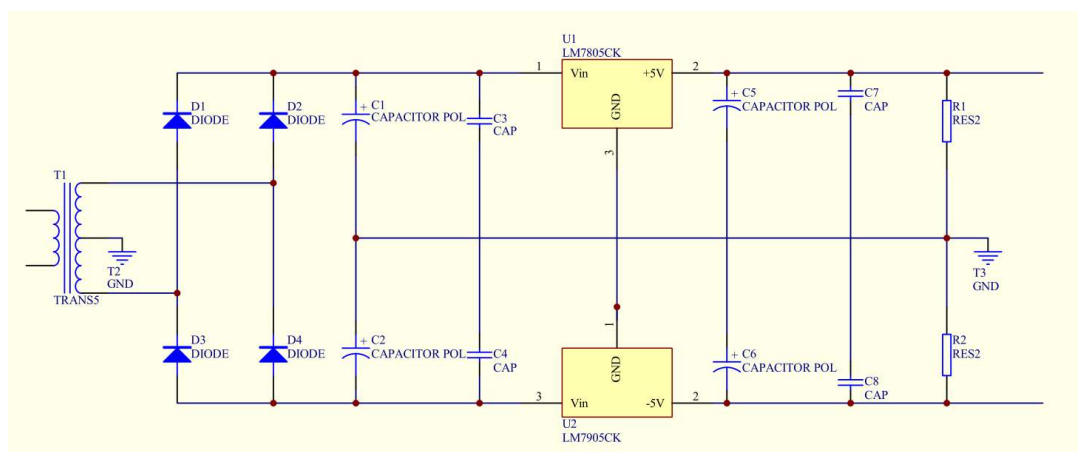 U1
LM7805CK
1
Vin
+5V
2
GND
3
D1
DIODE
D2
DIODE
+
C1
CAPACITOR POL
C3
CAP
+
C5
CAPACITOR POL
C7
CAP
R1
RES2
T1
T2
GND
TRANS5
T3
GND
D3
DIODE
D4
DIODE
+
C2
CAPACITOR POL
C4
CAP
1
GND
3
Vin
-5V
2
U2
LM7905CK
+
C6
CAPACITOR POL
C8
CAP
R2
RES2